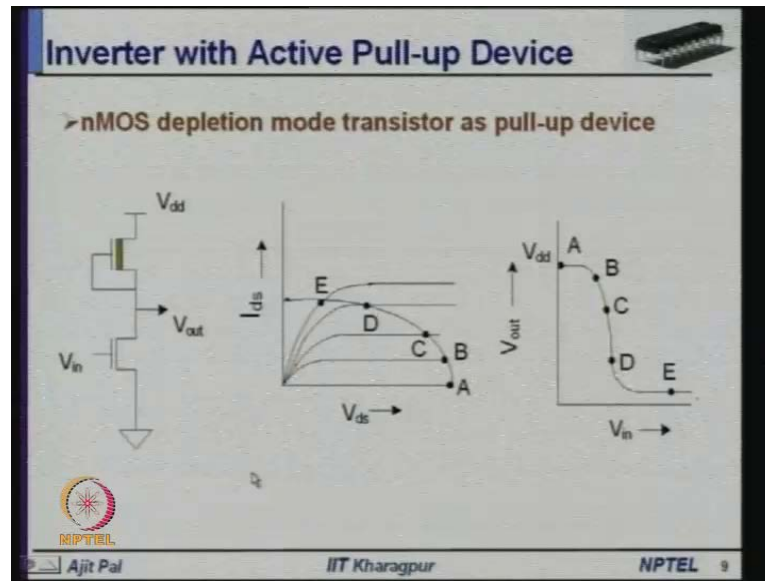 Inverter with Active Pull-up Device
➢nMOS depletion mode transistor as pull-up device
Vdd
Vout
Vin
Ids
E
D
C
B
A
Vds
Vdd
A
B
C
D
E
Vout
Vin
NPTEL
Ajit Pal
IIT Kharagpur
NPTEL 9